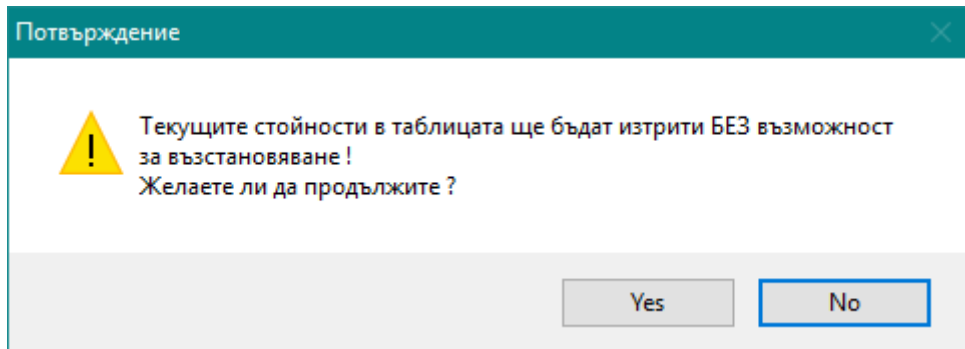 Потвърждение
Текущите стойности в таблицата ще бъдат изтрити БЕЗ възможност
за възстановяване !
Желаете ли да продължите ?
Yes No